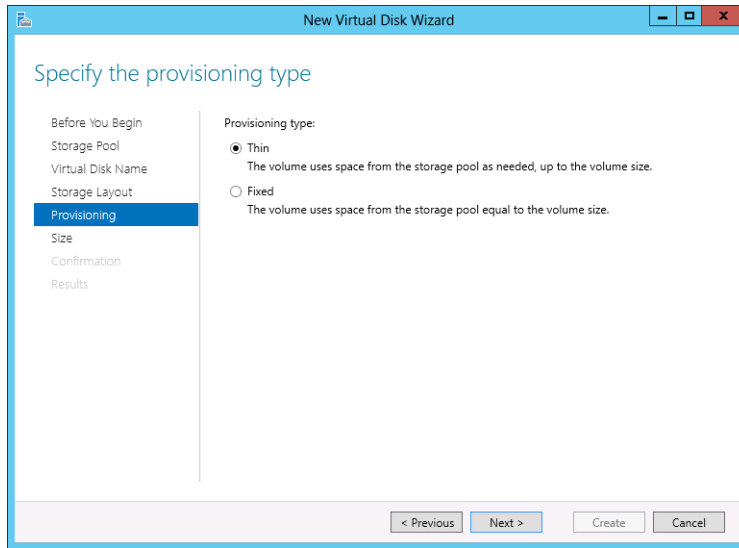 New Virtual Disk Wizard
Specify the provisioning type
Before You Begin
Storage Pool
Virtual Disk Name
Storage Layout
Provisioning
Size
Confirmation
Results
Provisioning type:
Thin
The volume uses space from the storage pool as needed, up to the volume size.
Fixed
The volume uses space from the storage pool equal to the volume size.
< Previous Next > Create Cancel